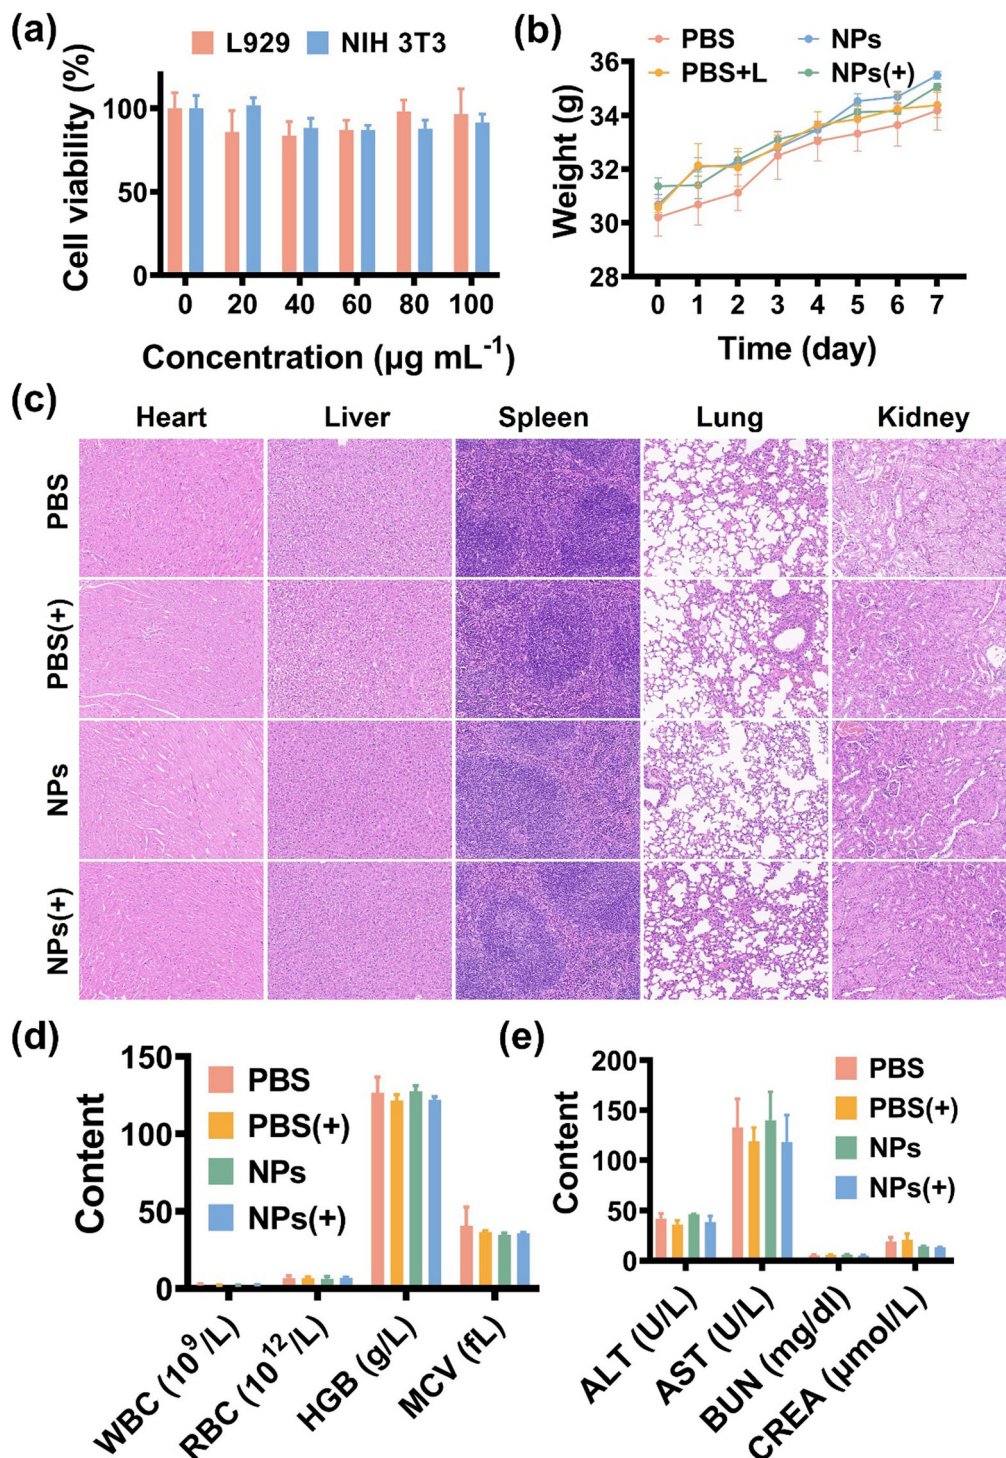 (a)
L929 NIH 3T3
Cell viability (%)
100
50
0
0 20 40 60 80 100
Concentration (µg mL⁻¹)
(b)
PBS NPs
PBS+L NPs(+)
Weight (g)
36
34
32
30
28
0 1 2 3 4 5 6 7
Time (day)
(c)
Heart Liver Spleen Lung Kidney
PBS
PBS(+)
NPs
NPs(+)
(d)
Content
150
100
50
0
PBS
PBS(+)
NPs
NPs(+)
WBC (10⁹/L)
RBC (10¹²/L)
HGB (g/L)
MCV (fL)
(e)
Content
200
150
100
50
0
PBS
PBS(+)
NPs
NPs(+)
ALT (U/L)
AST (U/L)
BUN (mg/dl)
CREA (µmol/L)